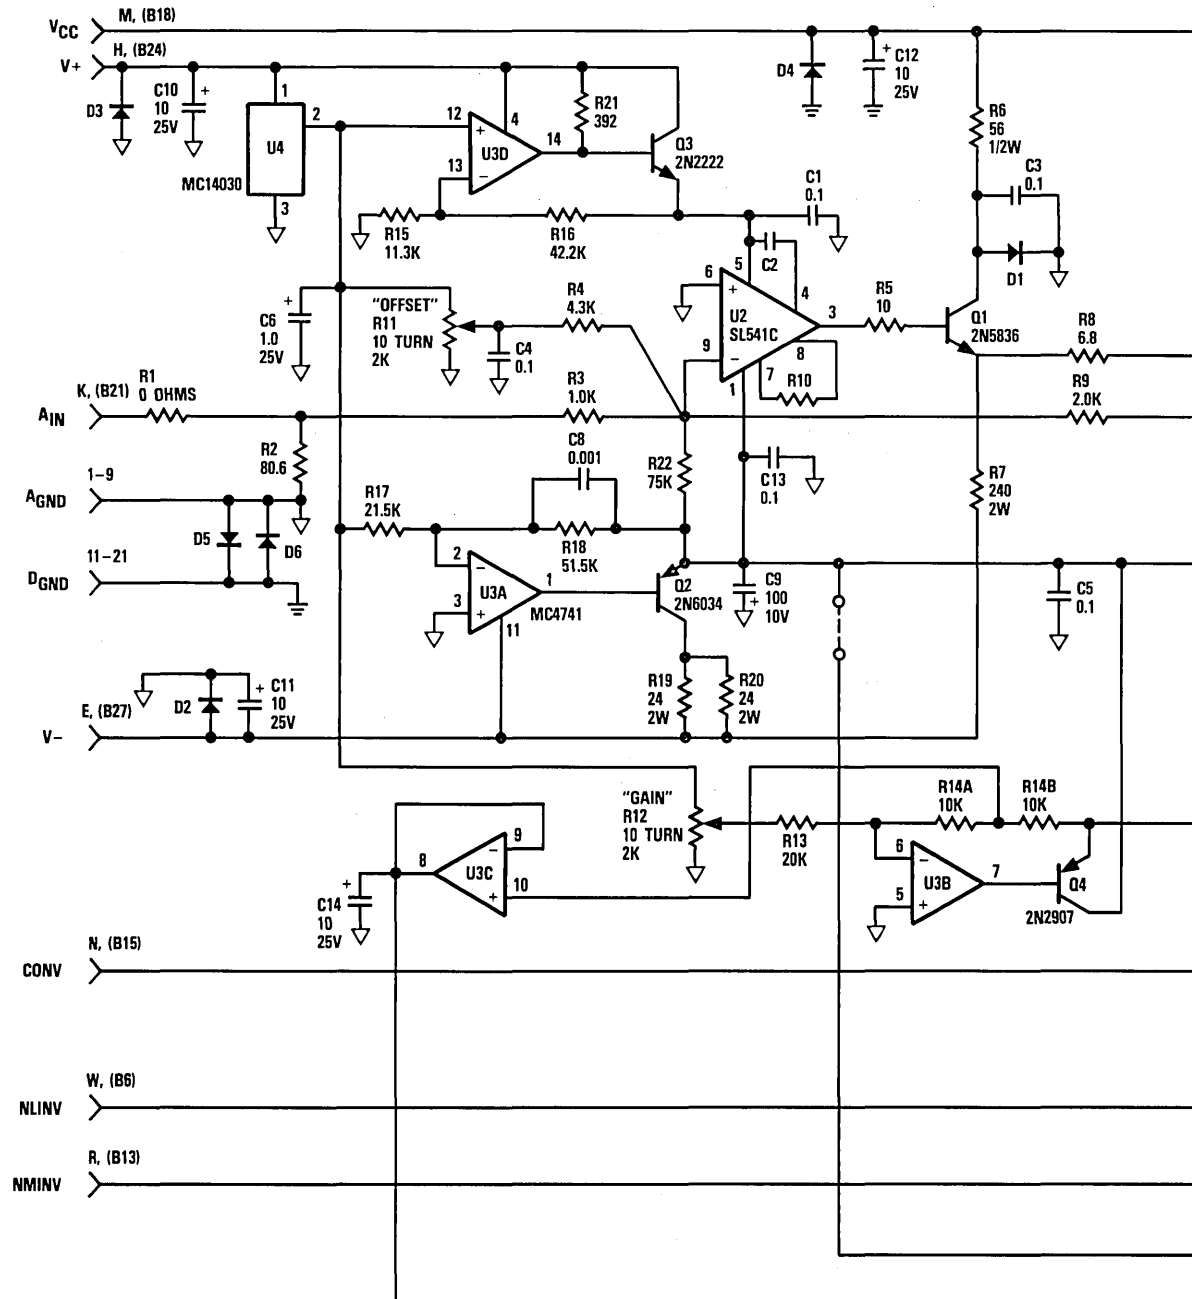 VCC M, (B18)
V+ H, (B24)
D3
C10
10
25V
+
1
2
U4
MC14030
3
12
+
U3D
13
−
4
14
R21
392
Q3
2N2222
D4
+
C12
10
25V
R6
56
1/2W
C3
0.1
D1
C1
0.1
R15
11.3K
R16
42.2K
C2
5
4
6
+
U2
SL541C
9
−
1
7
8
3
R10
R5
10
Q1
2N5836
R8
6.8
R9
2.0K
+
C6
1.0
25V
"OFFSET"
R11
10 TURN
2K
C4
0.1
R4
4.3K
R3
1.0K
AIN K, (B21)
R1
0 OHMS
R2
80.6
AGND 1–9
D5
D6
DGND 11–21
R17
21.5K
C8
0.001
R18
51.5K
R22
75K
C13
0.1
R7
240
2W
2
−
U3A
3
+
1
11
MC4741
Q2
2N6034
C9
100
10V
+
C5
0.1
D2
+
C11
10
25V
R19
24
2W
R20
24
2W
V− E, (B27)
"GAIN"
R12
10 TURN
2K
R13
20K
R14A
10K
R14B
10K
9
−
8
U3C
10
+
+
C14
10
25V
6
−
U3B
5
+
7
Q4
2N2907
CONV N, (B15)
NLINV W, (B6)
NMINV R, (B13)